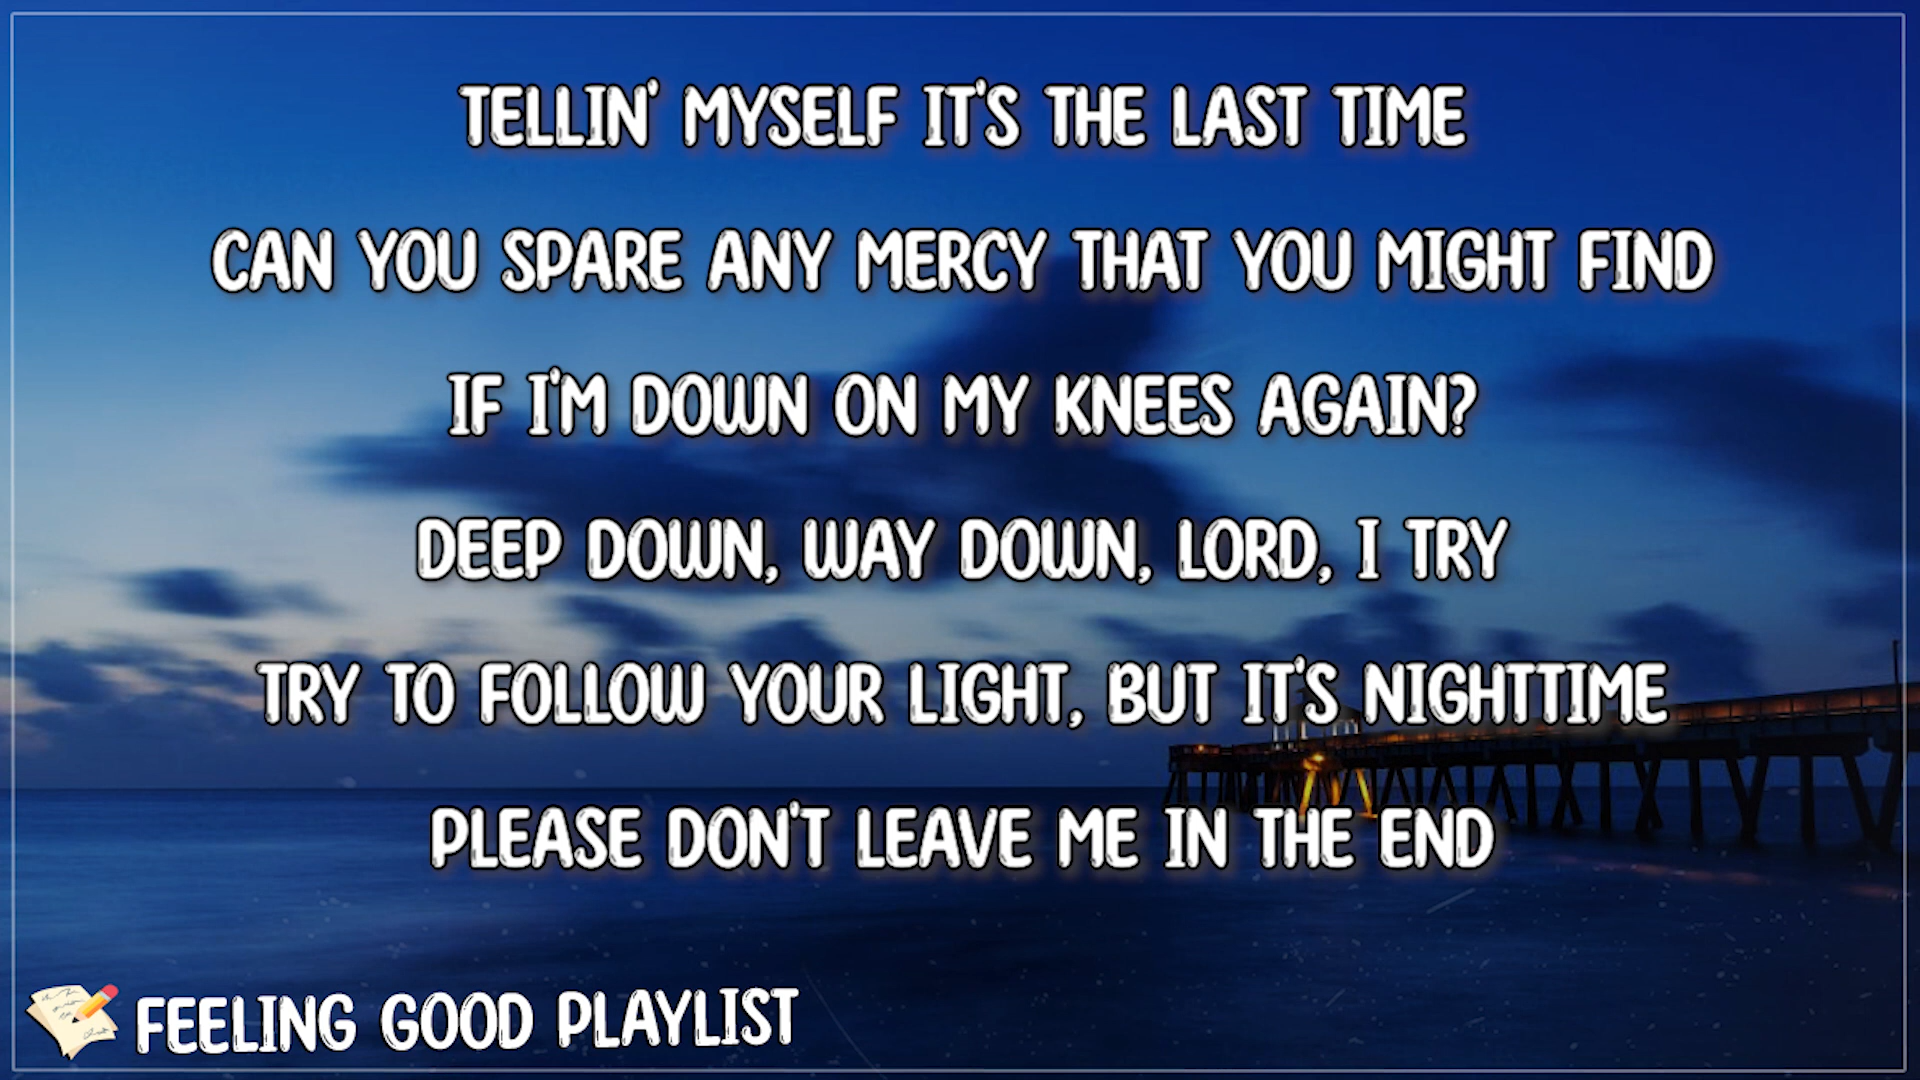 TELLIN' MYSELF IT'S THE LAST TIME
CAN YOU SPARE ANY MERCY THAT YOU MIGHT FIND
IF I'M DOWN ON MY KNEES AGAIN?
DEEP DOWN, WAY DOWN, LORD, I TRY
TRY TO FOLLOW YOUR LIGHT, BUT IT'S NIGHTTIME
PLEASE DON'T LEAVE ME IN THE END
FEELING GOOD PLAYLIST